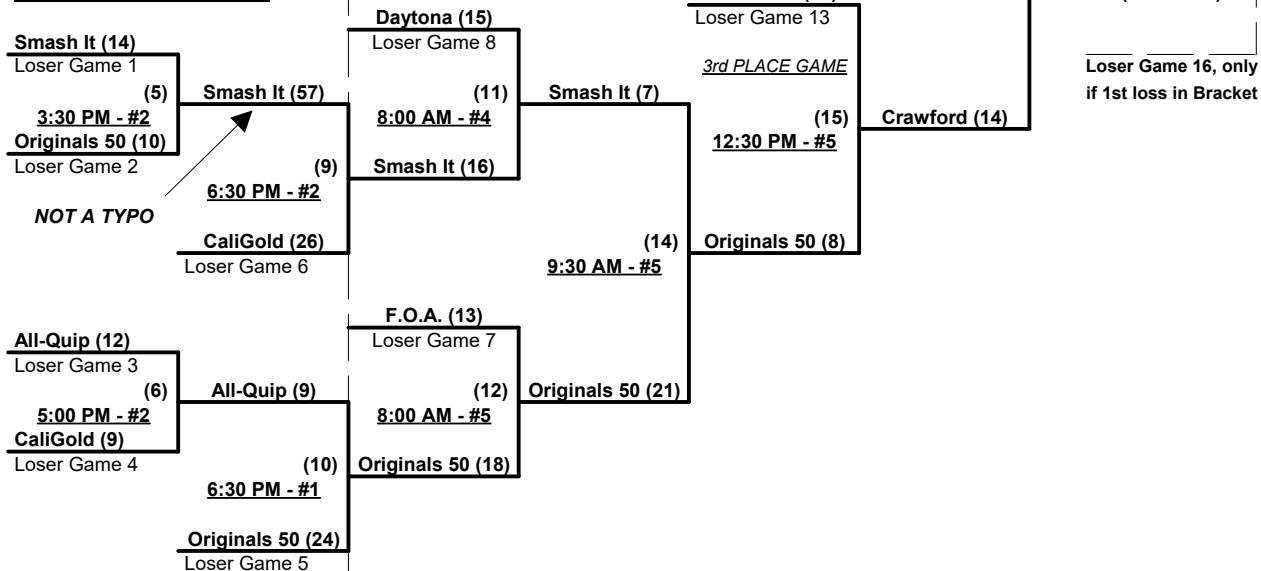 Daytona (15)
Loser Game 8
Loser Game 13
Smash It (14)
Loser Game 1
(5)
3:30 PM - #2
Originals 50 (10)
Loser Game 2
NOT A TYPO
Smash It (57)
(9)
6:30 PM - #2
CaliGold (26)
Loser Game 6
(11)
8:00 AM - #4
Smash It (16)
Smash It (7)
3rd PLACE GAME
(15)
12:30 PM - #5
Crawford (14)
Loser Game 16, only
if 1st loss in Bracket
(14)
9:30 AM - #5
Originals 50 (8)
F.O.A. (13)
Loser Game 7
All-Quip (12)
Loser Game 3
(6)
5:00 PM - #2
CaliGold (9)
Loser Game 4
All-Quip (9)
(12)
8:00 AM - #5
Originals 50 (21)
(10)
6:30 PM - #1
Originals 50 (18)
Originals 50 (24)
Loser Game 5